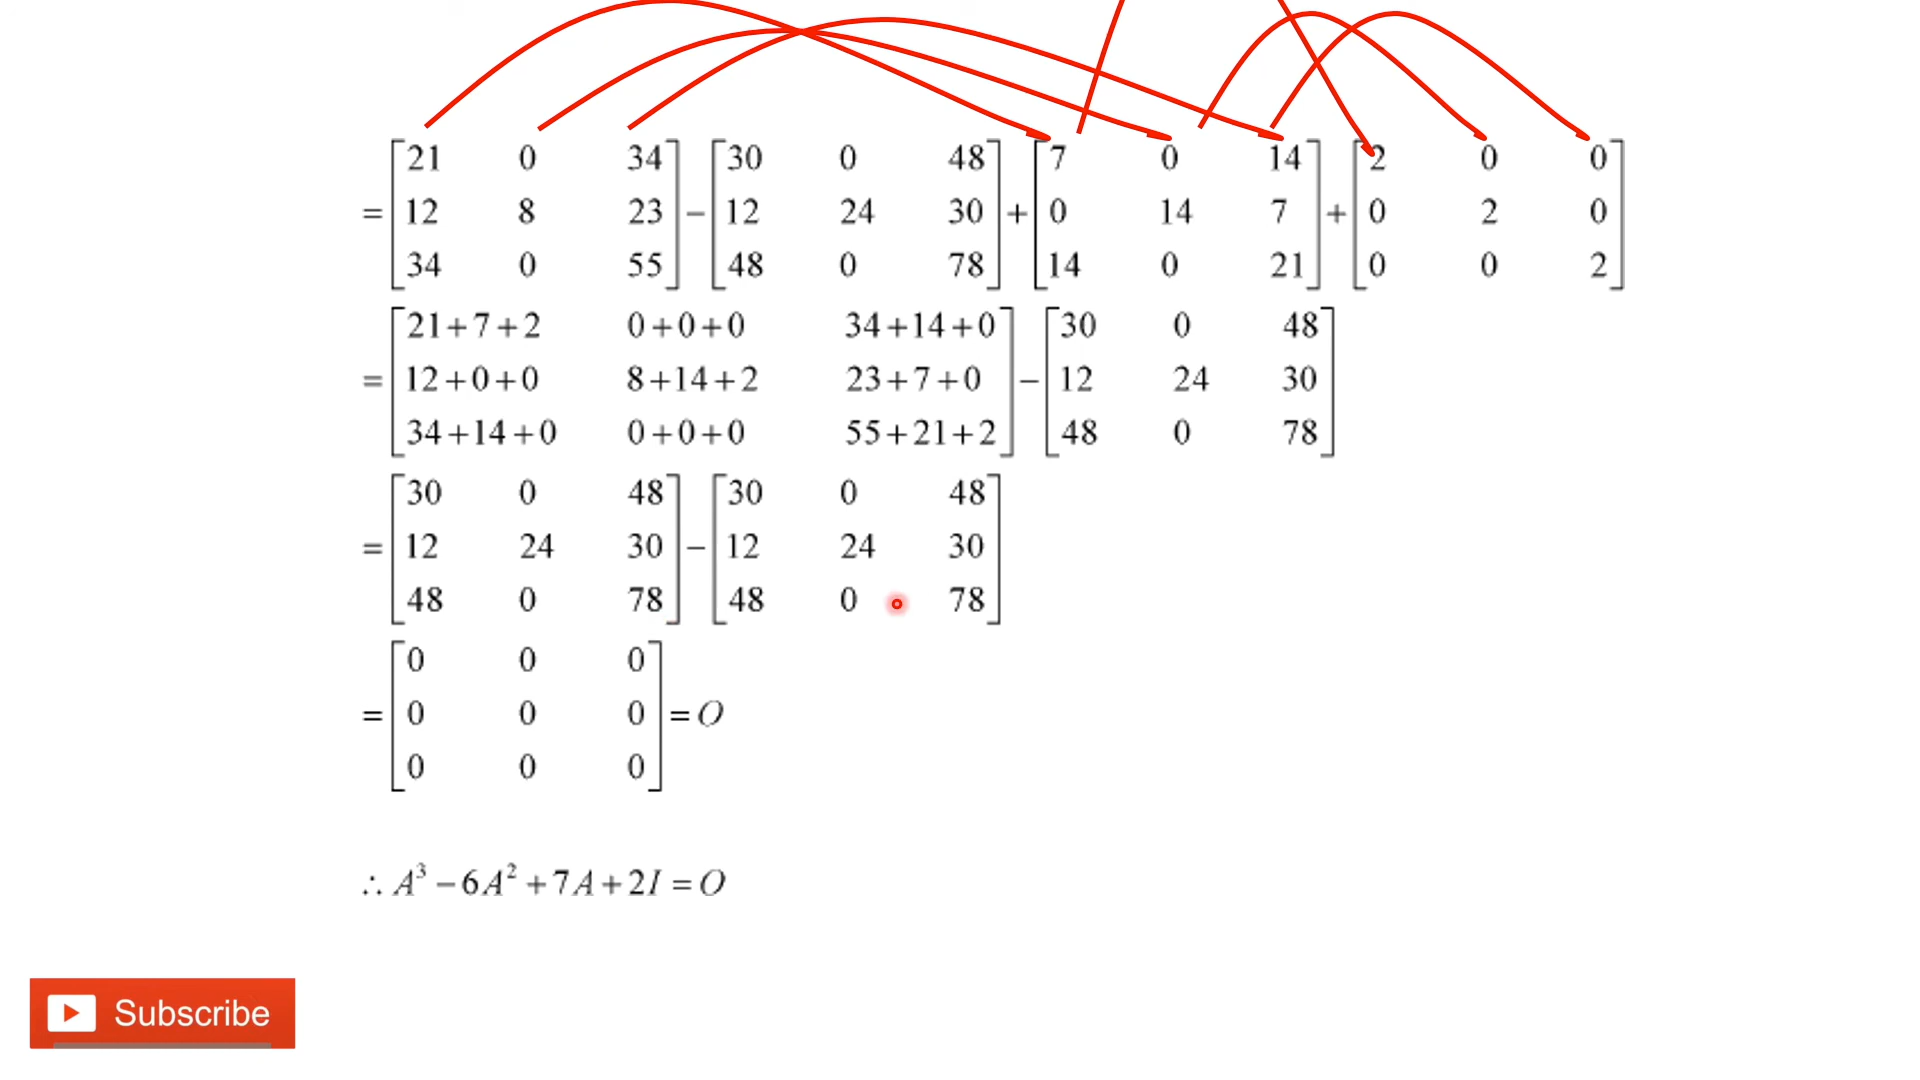 = [21 0 34] − [30 0 48] + [7 0 14] + [2 0 0]
[12 8 23] [12 24 30] [0 14 7] [0 2 0]
[34 0 55] [48 0 78] [14 0 21] [0 0 2]
= [21+7+2 0+0+0 34+14+0] − [30 0 48]
[12+0+0 8+14+2 23+7+0] [12 24 30]
[34+14+0 0+0+0 55+21+2] [48 0 78]
= [30 0 48] − [30 0 48]
[12 24 30] [12 24 30]
[48 0 78] [48 0 78]
= [0 0 0] = O
[0 0 0]
[0 0 0]
∴ A³ − 6A² + 7A + 2I = O
Subscribe